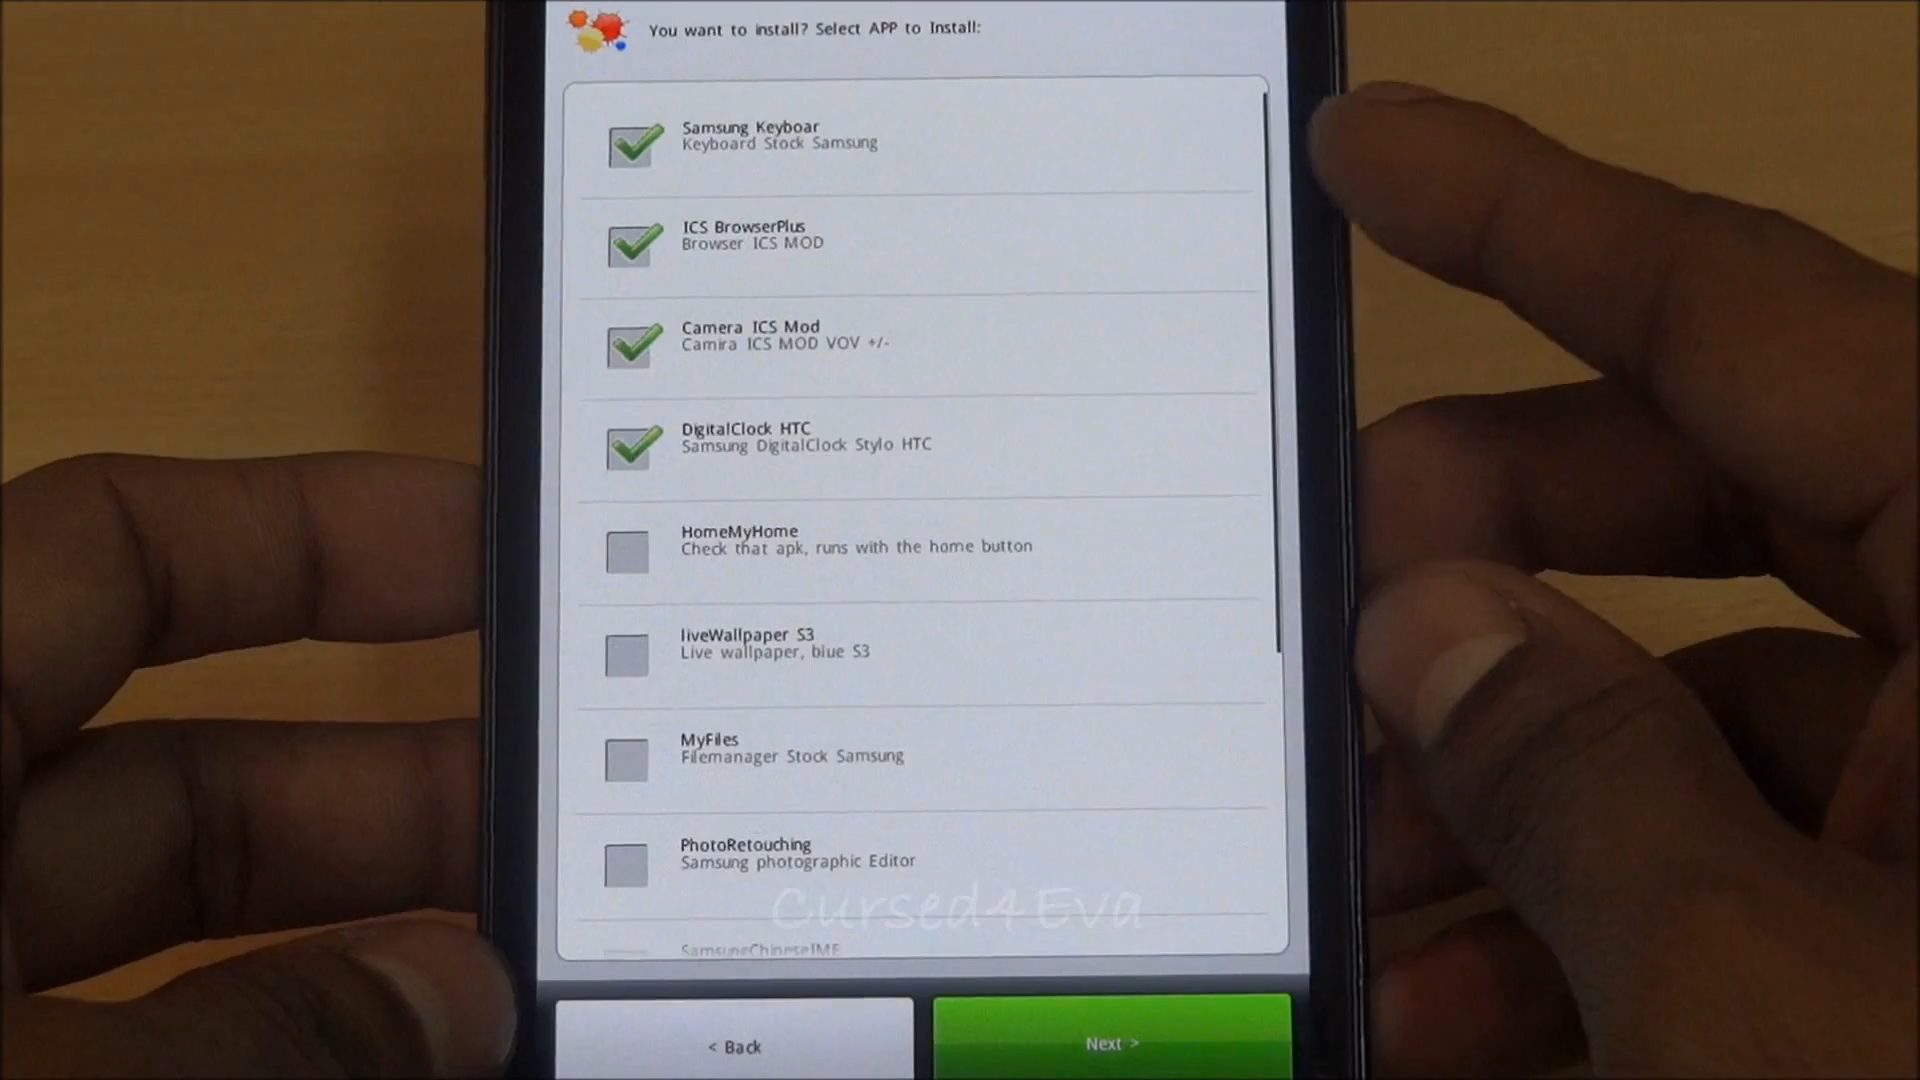 You want to install? Select APP to Install:
Samsung Keyboar
Keyboard Stock Samsung
ICS BrowserPlus
Browser ICS MOD
Camera ICS Mod
Camira ICS MOD VOV +/-
DigitalClock HTC
Samsung DigitalClock Stylo HTC
HomeMyHome
Check that apk, runs with the home button
liveWallpaper S3
Live wallpaper, blue S3
MyFiles
Filemanager Stock Samsung
PhotoRetouching
Samsung photographic Editor
Cursed4Eva
SamsungChineseIME
< Back
Next >